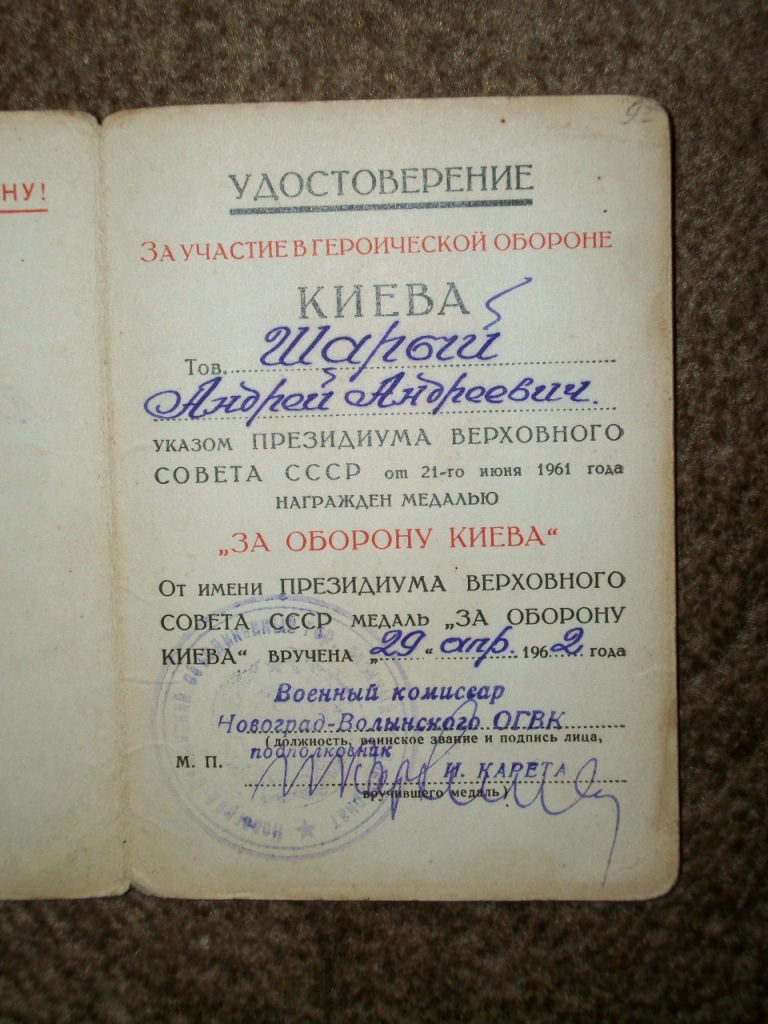 НУ!
УДОСТОВЕРЕНИЕ
ЗА УЧАСТИЕ В ГЕРОИЧЕСКОЙ ОБОРОНЕ
КИЕВА
Тов. Шарый
Андрей Андреевич.
УКАЗОМ ПРЕЗИДИУМА ВЕРХОВНОГО
СОВЕТА СССР от 21-го июня 1961 года
НАГРАЖДЕН МЕДАЛЬЮ
„ЗА ОБОРОНУ КИЕВА“
От имени ПРЕЗИДИУМА ВЕРХОВНОГО
СОВЕТА СССР МЕДАЛЬ „ЗА ОБОРОНУ
КИЕВА“ ВРУЧЕНА „29“ апр. 1962 года
Военный комиссар
Новоград-Волынского ОГВК
(должность, воинское звание и подпись лица,
подполковник
М. П.
И. КАРЕТА
вручившего медаль)